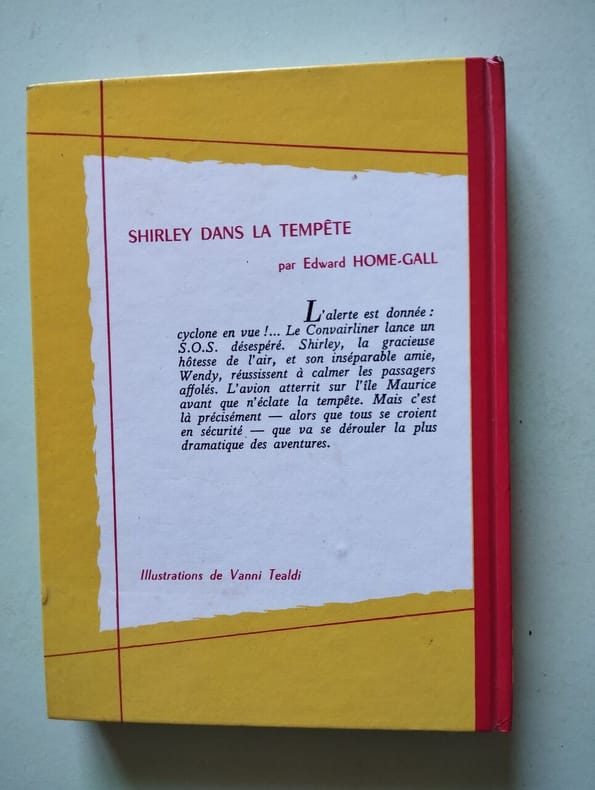 SHIRLEY DANS LA TEMPÊTE
par Edward HOME-GALL
L'alerte est donnée :
cyclone en vue !... Le Convairliner lance un
S.O.S. désespéré. Shirley, la gracieuse
hôtesse de l'air, et son inséparable amie,
Wendy, réussissent à calmer les passagers
affolés. L'avion atterrit sur l'île Maurice
avant que n'éclate la tempête. Mais c'est
là précisément — alors que tous se croient
en sécurité — que va se dérouler la plus
dramatique des aventures.
Illustrations de Vanni Tealdi